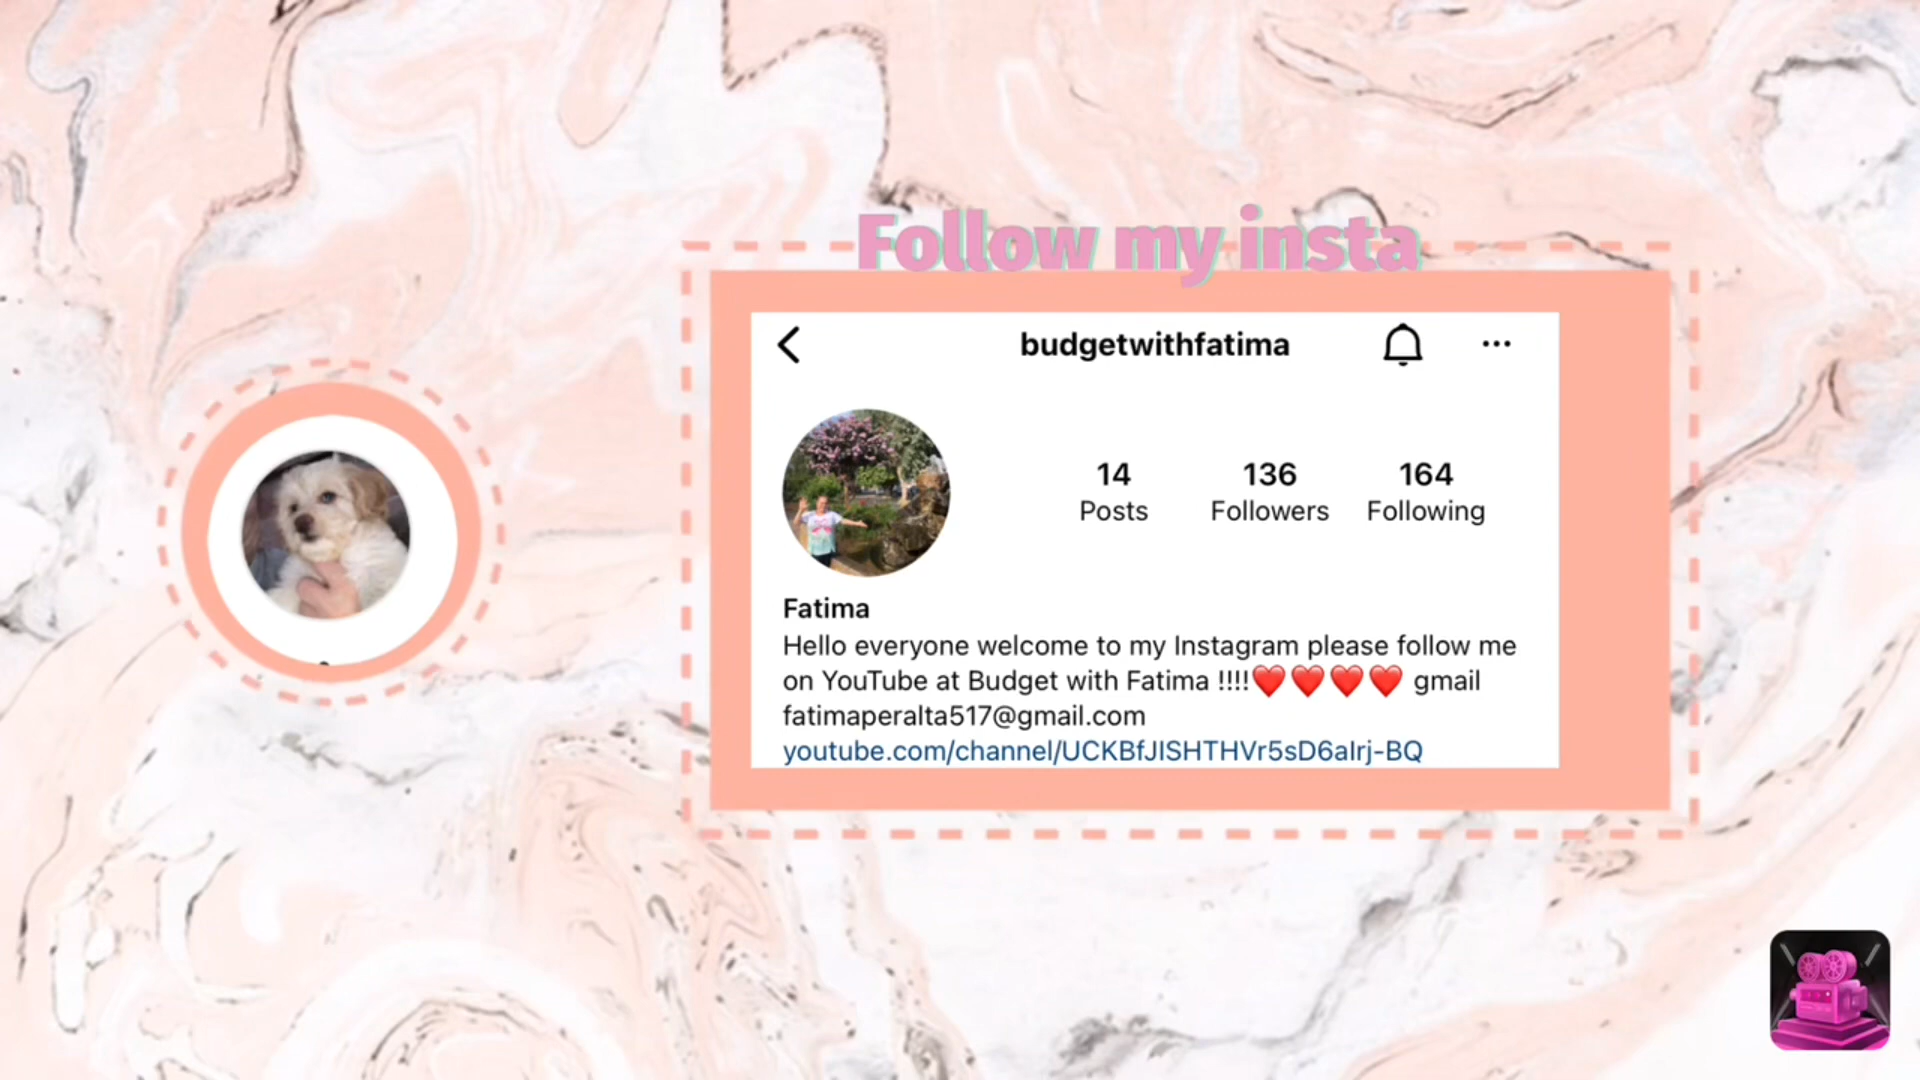 Follow my insta
budgetwithfatima
14
Posts
136
Followers
164
Following
Fatima
Hello everyone welcome to my Instagram please follow me
on YouTube at Budget with Fatima !!!!❤️❤️❤️❤️ gmail
fatimaperalta517@gmail.com
youtube.com/channel/UCKBfJISHTHVr5sD6aIrj-BQ